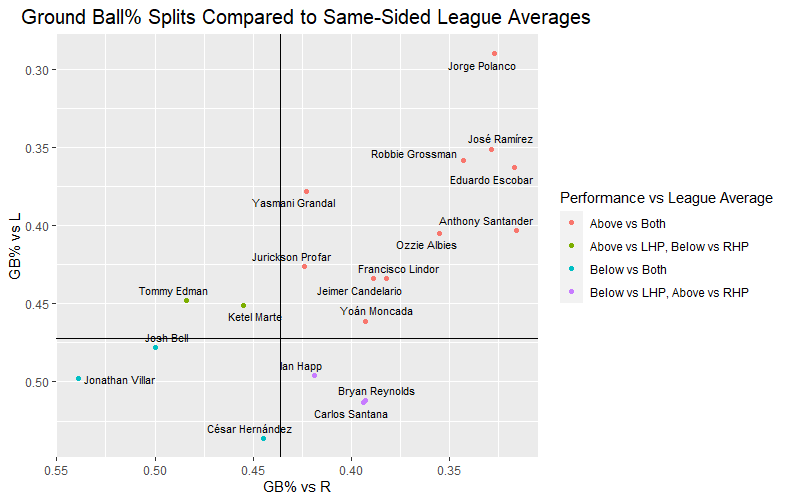 Ground Ball% Splits Compared to Same-Sided League Averages
GB% vs L
0.30
0.35
0.40
0.45
0.50
Jorge Polanco
José Ramírez
Robbie Grossman
Eduardo Escobar
Yasmani Grandal
Anthony Santander
Ozzie Albies
Jurickson Profar
Francisco Lindor
Tommy Edman
Jeimer Candelario
Ketel Marte
Yoán Moncada
Josh Bell
Ian Happ
Jonathan Villar
Bryan Reynolds
Carlos Santana
César Hernández
0.55
0.50
0.45
0.40
0.35
GB% vs R
Performance vs League Average
Above vs Both
Above vs LHP, Below vs RHP
Below vs Both
Below vs LHP, Above vs RHP